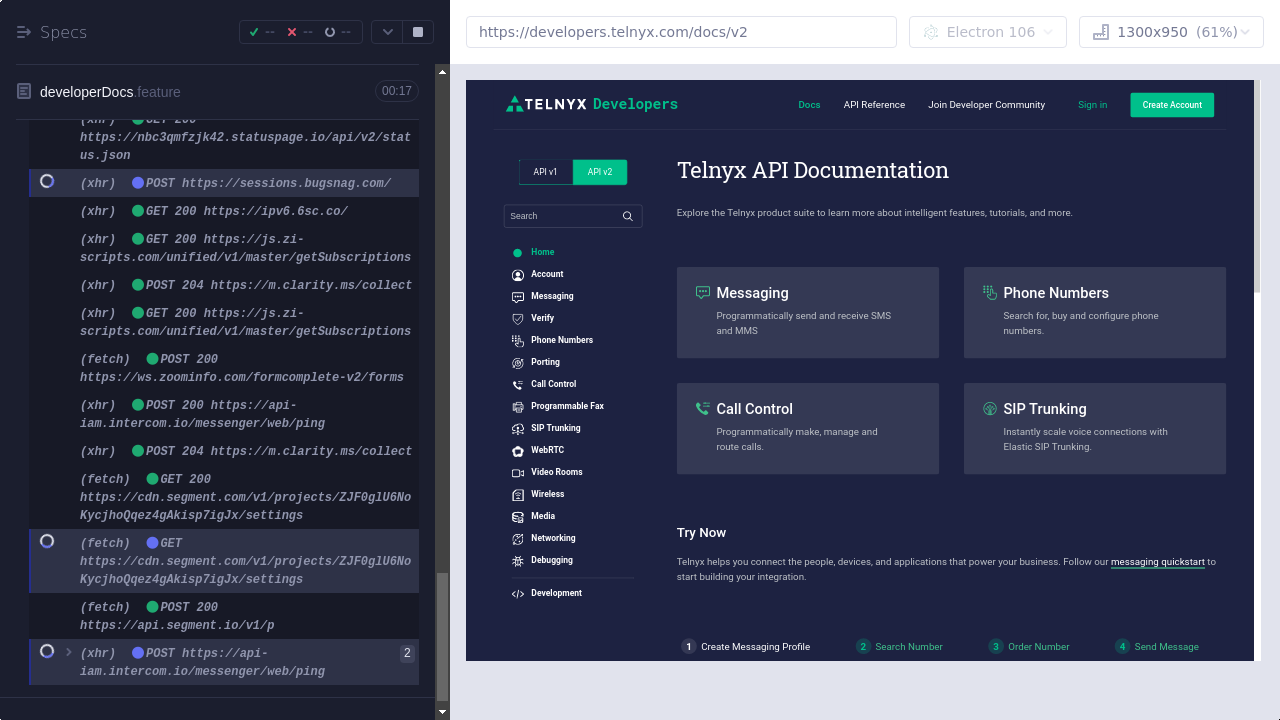 Specs
-- -- --
developerDocs.feature
00:17
(xhr) GET 200
https://nbc3qmfzjk42.statuspage.io/api/v2/stat
us.json
(xhr) POST https://sessions.bugsnag.com/
(xhr) GET 200 https://ipv6.6sc.co/
(xhr) GET 200 https://js.zi-
scripts.com/unified/v1/master/getSubscriptions
(xhr) POST 204 https://m.clarity.ms/collect
(xhr) GET 200 https://js.zi-
scripts.com/unified/v1/master/getSubscriptions
(fetch) POST 200
https://ws.zoominfo.com/formcomplete-v2/forms
(xhr) POST 200 https://api-
iam.intercom.io/messenger/web/ping
(xhr) POST 204 https://m.clarity.ms/collect
(fetch) GET 200
https://cdn.segment.com/v1/projects/ZJF0glU6No
KycjhoQqez4gAkisp7igJx/settings
(fetch) GET
https://cdn.segment.com/v1/projects/ZJF0glU6No
KycjhoQqez4gAkisp7igJx/settings
(fetch) POST 200
https://api.segment.io/v1/p
(xhr) POST https://api-
iam.intercom.io/messenger/web/ping
2
https://developers.telnyx.com/docs/v2
Electron 106
1300x950 (61%)
TELNYX Developers
Docs
API Reference
Join Developer Community
Sign in
Create Account
API v1
API v2
Search
Home
Account
Messaging
Verify
Phone Numbers
Porting
Call Control
Programmable Fax
SIP Trunking
WebRTC
Video Rooms
Wireless
Media
Networking
Debugging
Development
Telnyx API Documentation
Explore the Telnyx product suite to learn more about intelligent features, tutorials, and more.
Messaging
Programmatically send and receive SMS
and MMS
Phone Numbers
Search for, buy and configure phone
numbers.
Call Control
Programmatically make, manage and
route calls.
SIP Trunking
Instantly scale voice connections with
Elastic SIP Trunking.
Try Now
Telnyx helps you connect the people, devices, and applications that power your business. Follow our messaging quickstart to
start building your integration.
1 Create Messaging Profile
2 Search Number
3 Order Number
4 Send Message